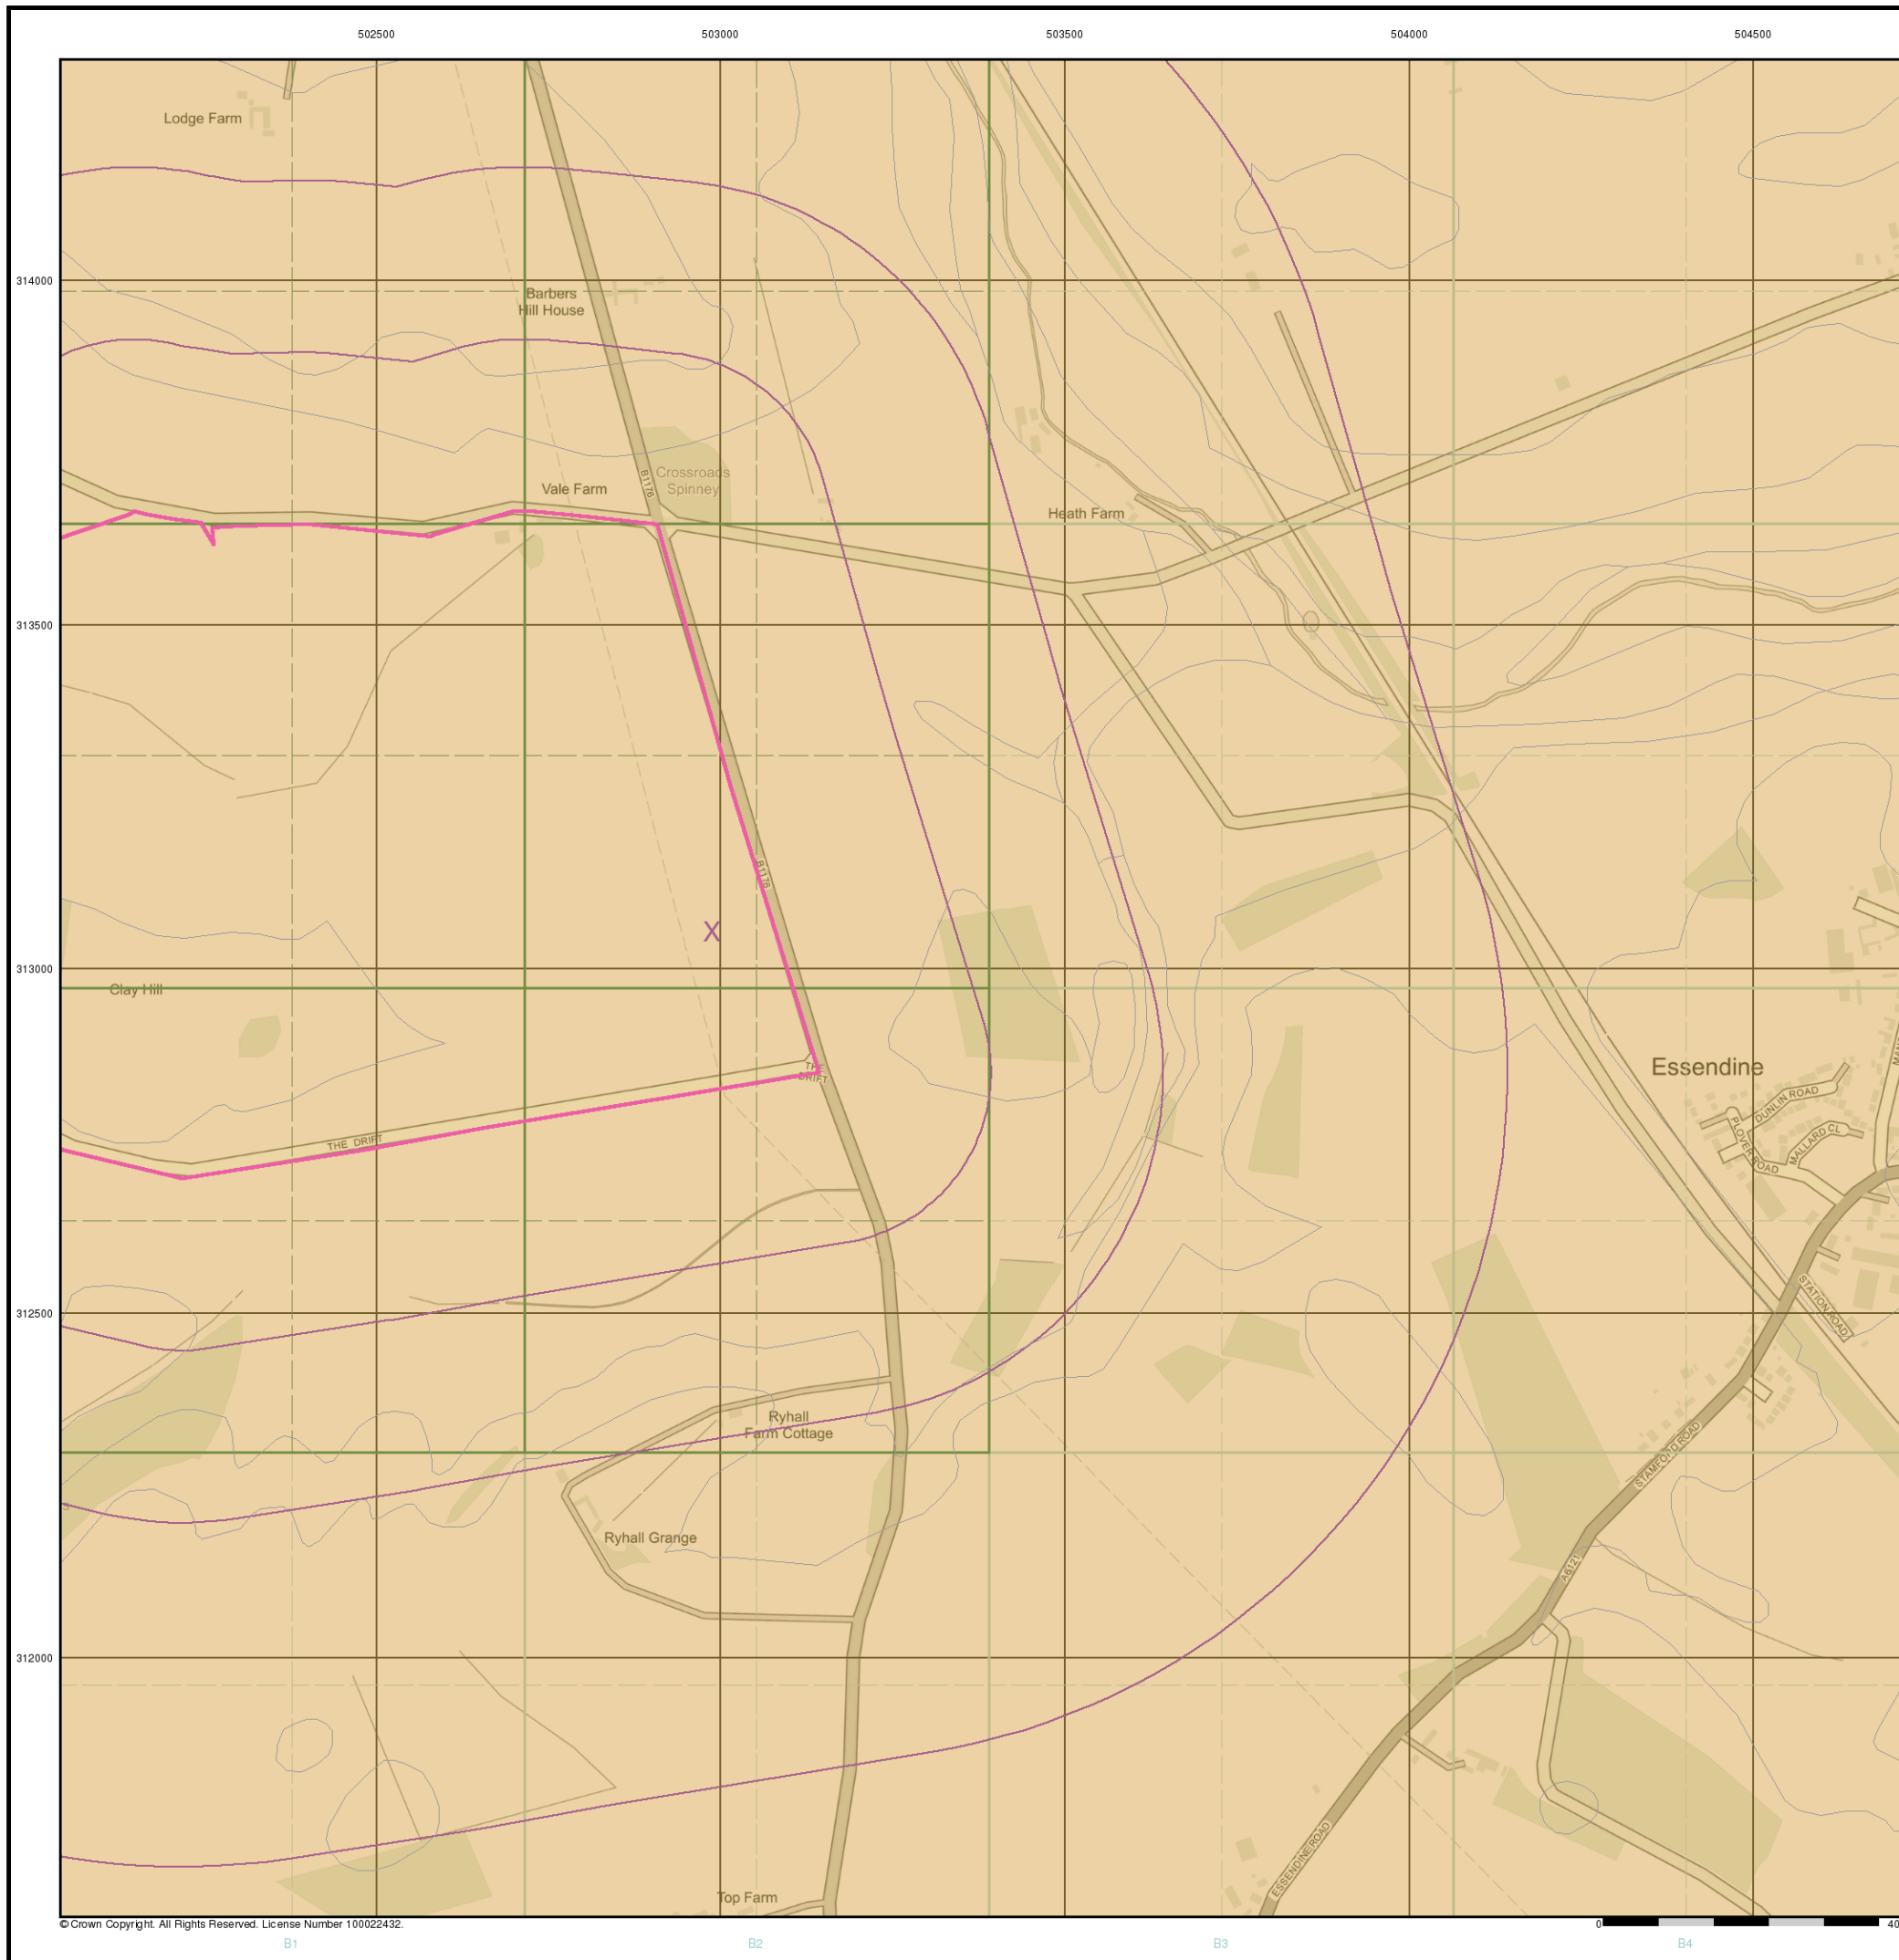 502500 503000 503500 504000 504500
Lodge Farm
314000
Barbers
Hill House
B1176
Crossroads
Spinney
Vale Farm
Heath Farm
313500
B1176
X
313000
Clay Hill
Essendine
THE
DRIFT
DUNLIN ROAD
PLOVER ROAD
MALLARD CL
THE DRIFT
312500
STATION ROAD
Ryhall
Farm Cottage
STAMFORD ROAD
Ryhall Grange
A6121
312000
ESSENDINE ROAD
Top Farm
© Crown Copyright. All Rights Reserved. License Number 100022432.
0
B1 B2 B3 B4